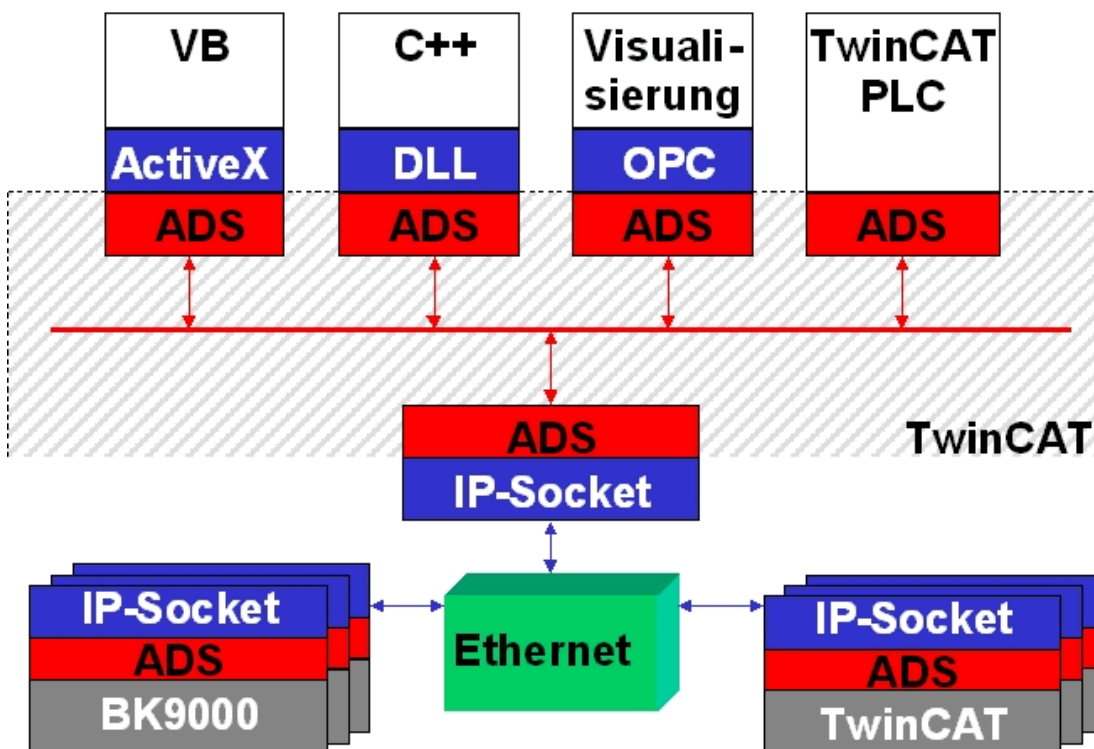 VB
C++
Visuali-
sierung
TwinCAT
PLC
ActiveX
DLL
OPC
ADS
ADS
ADS
ADS
ADS
TwinCAT
IP-Socket
IP-Socket
ADS
BK9000
Ethernet
IP-Socket
ADS
TwinCAT